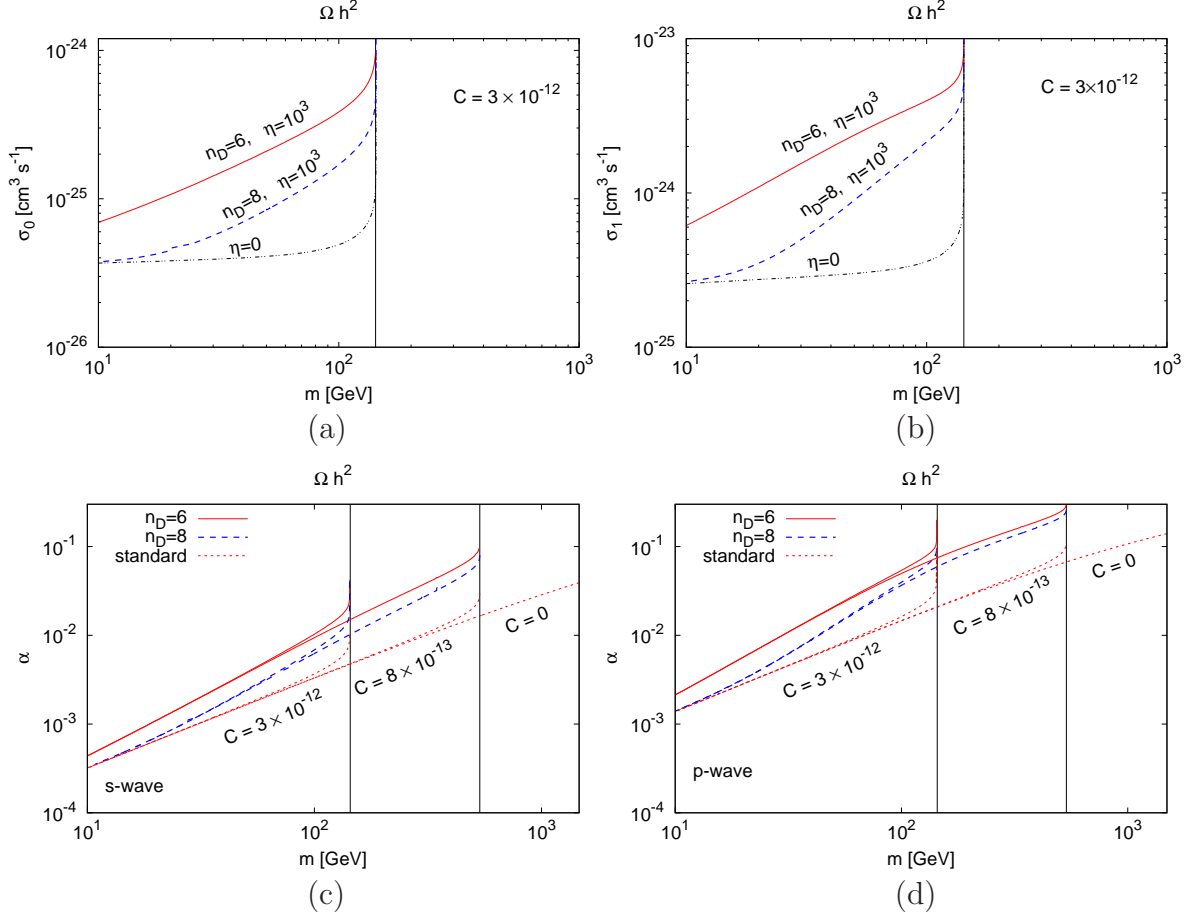 Ω h²
10⁻²⁴
10⁻²⁵
10⁻²⁶
σ₀ [cm³ s⁻¹]
C = 3 × 10⁻¹²
n_D=6, η=10³
n_D=8, η=10³
η=0
10¹ 10² 10³
m [GeV]
(a)
Ω h²
10⁻²³
10⁻²⁴
10⁻²⁵
σ₁ [cm³ s⁻¹]
C = 3×10⁻¹²
n_D=6, η=10³
n_D=8, η=10³
η=0
10¹ 10² 10³
m [GeV]
(b)
Ω h²
n_D=6
n_D=8
standard
10⁻¹
10⁻²
10⁻³
10⁻⁴
α
C = 3 × 10⁻¹²
C = 8 × 10⁻¹³
C = 0
s-wave
10¹ 10² 10³
m [GeV]
(c)
Ω h²
n_D=6
n_D=8
standard
10⁻¹
10⁻²
10⁻³
10⁻⁴
α
C = 3 × 10⁻¹²
C = 8 × 10⁻¹³
C = 0
p-wave
10¹ 10² 10³
m [GeV]
(d)